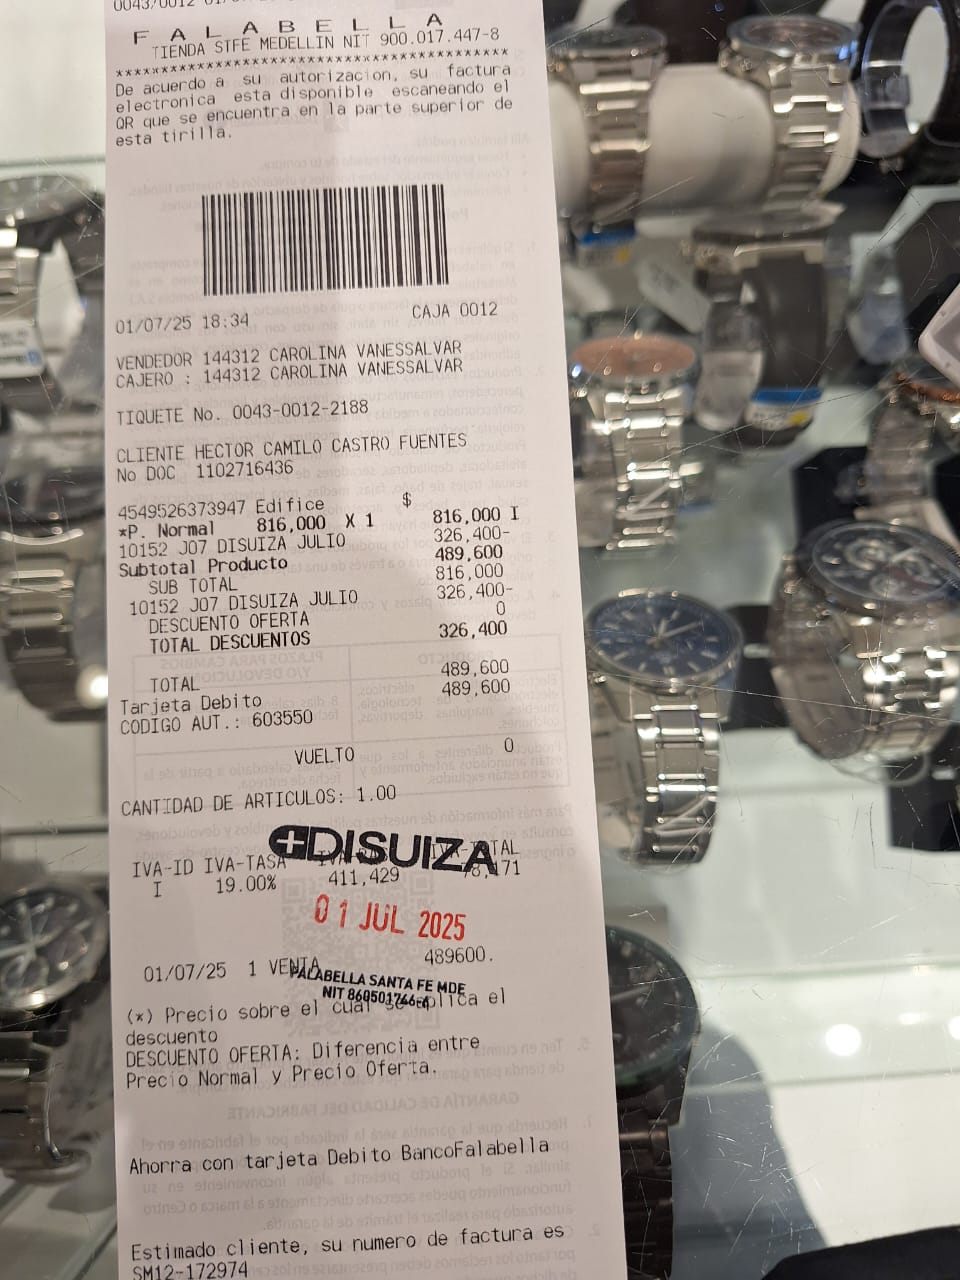 F A L A B E L L A
TIENDA STFE MEDELLIN NIT 900.017.447-8
De acuerdo a su autorizacion, su factura
electronica esta disponible escaneando el
QR que se encuentra en la parte superior de
esta tirilla.
01/07/25 18:34 CAJA 0012
VENDEDOR 144312 CAROLINA VANESSALVAR
CAJERO : 144312 CAROLINA VANESSALVAR
TIQUETE No. 0043-0012-2188
CLIENTE HECTOR CAMILO CASTRO FUENTES
No DOC 1102716436
4549526373947 Edifice $
*P. Normal 816,000 X 1 816,000 I
10152 J07 DISUIZA JULIO 326,400-
Subtotal Producto 489,600
SUB TOTAL 816,000
10152 J07 DISUIZA JULIO 326,400-
DESCUENTO OFERTA 0
TOTAL DESCUENTOS 326,400
TOTAL 489,600
Tarjeta Debito 489,600
CODIGO AUT.: 603550
VUELTO 0
CANTIDAD DE ARTICULOS: 1.00
DISUIZA
IVA-ID IVA-TASA
I 19.00% 411,429
01 JUL 2025
01/07/25 1 VENTA 489600.
FALABELLA SANTA FE MDE
(*) Precio sobre el cual se aplica el
descuento
DESCUENTO OFERTA: Diferencia entre
Precio Normal y Precio Oferta.
Ahorra con tarjeta Debito BancoFalabella
Estimado cliente, su numero de factura es
SM12-172974